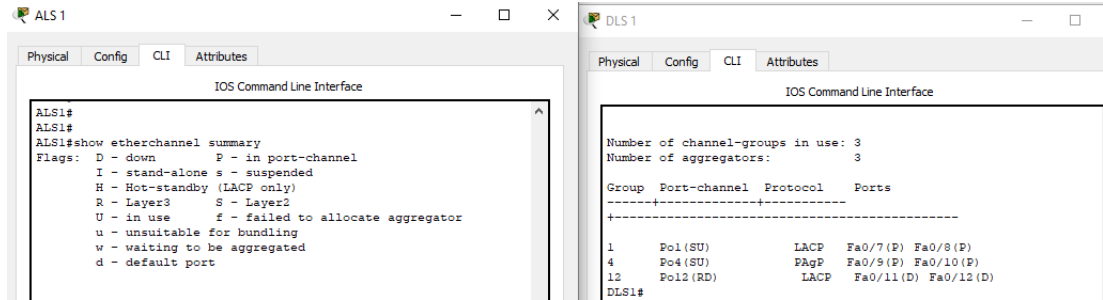 ALS 1
Physical Config CLI Attributes
IOS Command Line Interface
ALS1#
ALS1#
ALS1#show etherchannel summary
Flags:  D - down        P - in port-channel
        I - stand-alone s - suspended
        H - Hot-standby (LACP only)
        R - Layer3      S - Layer2
        U - in use      f - failed to allocate aggregator
        u - unsuitable for bundling
        w - waiting to be aggregated
        d - default port
DLS 1
Physical Config CLI Attributes
IOS Command Line Interface
Number of channel-groups in use: 3
Number of aggregators:           3
Group  Port-channel  Protocol    Ports
------+-------------+-----------
+----------------------------------------------
1      Po1(SU)           LACP   Fa0/7(P) Fa0/8(P)
4      Po4(SU)           PAgP   Fa0/9(P) Fa0/10(P)
12     Po12(RD)           LACP   Fa0/11(D) Fa0/12(D)
DLS1#